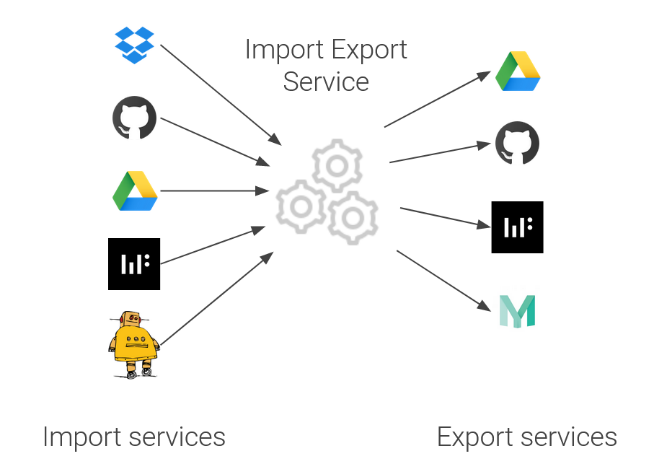 Import Export
Service
Import services
Export services